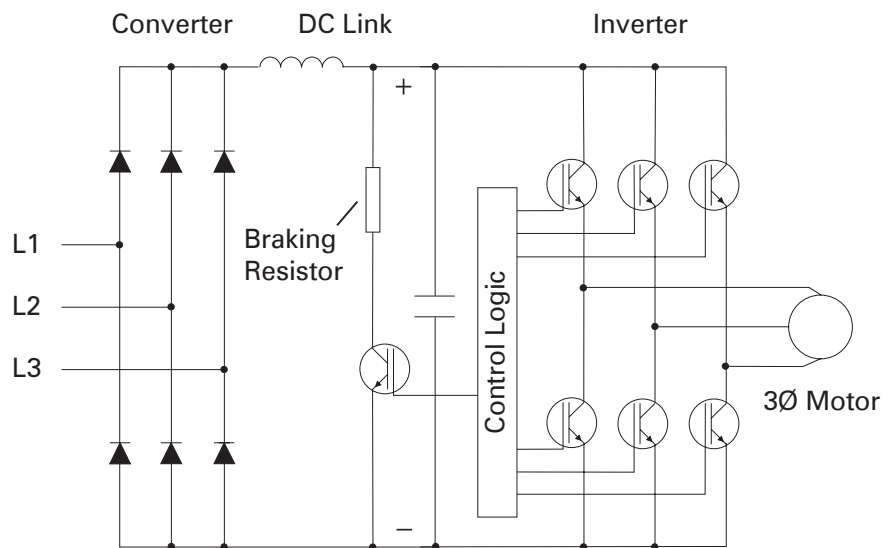 Converter
DC Link
Inverter
+
L1
L2
L3
Braking
Resistor
Control Logic
3Ø Motor
–